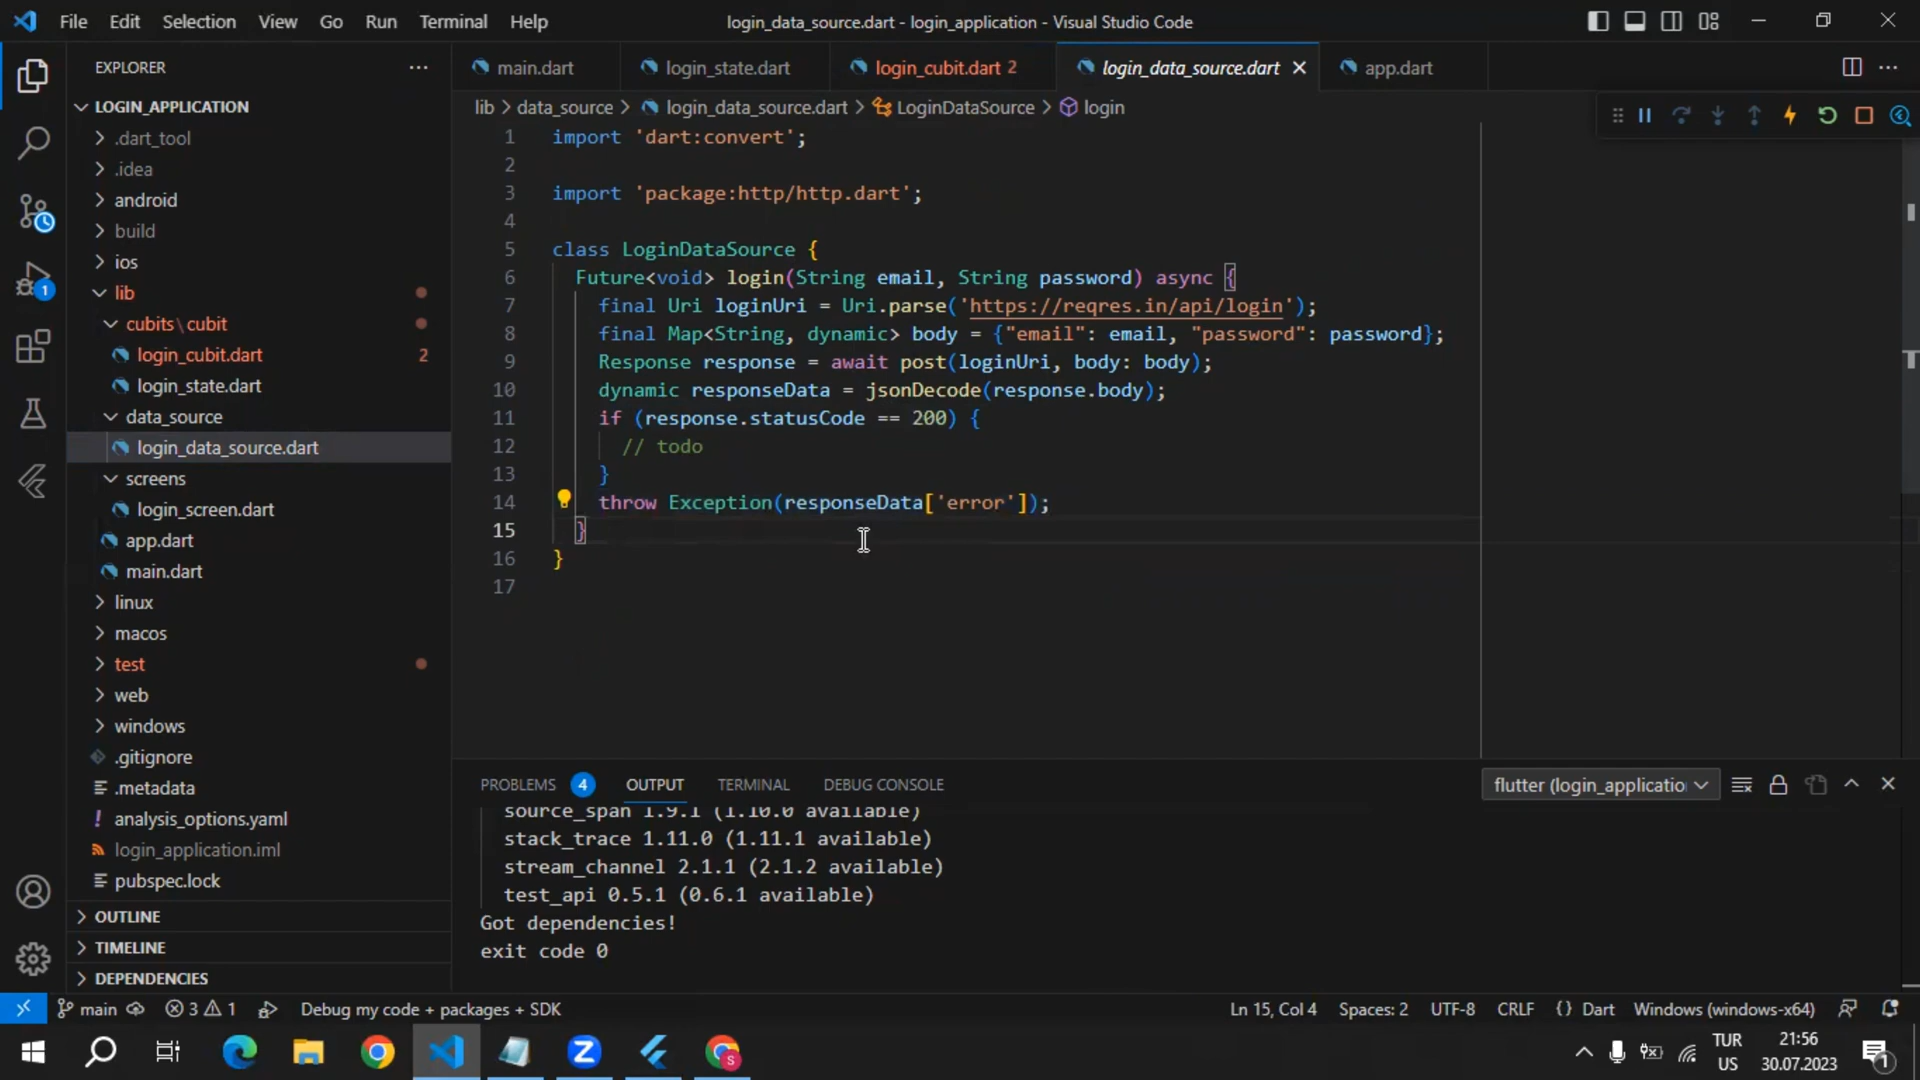 File Edit Selection View Go Run Terminal Help
login_data_source.dart - login_application - Visual Studio Code
EXPLORER
LOGIN_APPLICATION
.dart_tool
.idea
android
build
ios
lib
cubits\cubit
login_cubit.dart 2
login_state.dart
data_source
login_data_source.dart
screens
login_screen.dart
app.dart
main.dart
linux
macos
test
web
windows
.gitignore
.metadata
analysis_options.yaml
login_application.iml
pubspec.lock
OUTLINE
TIMELINE
DEPENDENCIES
1
main.dart login_state.dart login_cubit.dart 2 login_data_source.dart app.dart
lib > data_source > login_data_source.dart > LoginDataSource > login
1 import 'dart:convert';
2
3 import 'package:http/http.dart';
4
5 class LoginDataSource {
6 Future<void> login(String email, String password) async {
7 final Uri loginUri = Uri.parse('https://reqres.in/api/login');
8 final Map<String, dynamic> body = {"email": email, "password": password};
9 Response response = await post(loginUri, body: body);
10 dynamic responseData = jsonDecode(response.body);
11 if (response.statusCode == 200) {
12 // todo
13 }
14 throw Exception(responseData['error']);
15 }
16 }
17
PROBLEMS 4 OUTPUT TERMINAL DEBUG CONSOLE
flutter (login_applicatio
source_span 1.9.1 (1.10.0 available)
stack_trace 1.11.0 (1.11.1 available)
stream_channel 2.1.1 (2.1.2 available)
test_api 0.5.1 (0.6.1 available)
Got dependencies!
exit code 0
main 3 1 Debug my code + packages + SDK
Ln 15, Col 4 Spaces: 2 UTF-8 CRLF {} Dart Windows (windows-x64)
TUR
US
21:56
30.07.2023
1